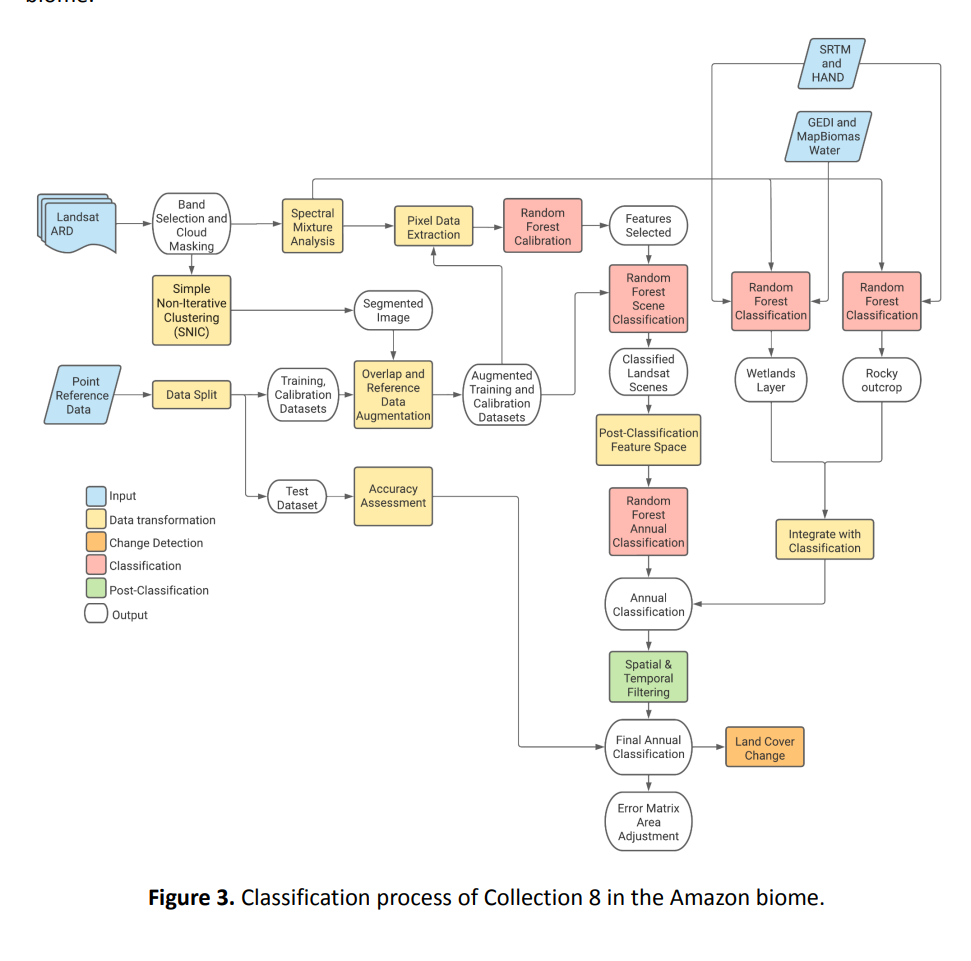 biome.
SRTM
and
HAND
GEDI and
MapBiomas
Water
Landsat
ARD
Band
Selection and
Cloud
Masking
Spectral
Mixture
Analysis
Pixel Data
Extraction
Random
Forest
Calibration
Features
Selected
Simple
Non-Iterative
Clustering
(SNIC)
Segmented
Image
Random
Forest
Scene
Classification
Random
Forest
Classification
Random
Forest
Classification
Point
Reference
Data
Data Split
Training,
Calibration
Datasets
Overlap and
Reference
Data
Augmentation
Augmented
Training and
Calibration
Datasets
Classified
Landsat
Scenes
Wetlands
Layer
Rocky
outcrop
Post-Classification
Feature Space
Test
Dataset
Accuracy
Assessment
Random
Forest
Annual
Classification
Integrate with
Classification
Input
Data transformation
Change Detection
Classification
Post-Classification
Output
Annual
Classification
Spatial &
Temporal
Filtering
Final Annual
Classification
Land Cover
Change
Error Matrix
Area
Adjustment
Figure 3. Classification process of Collection 8 in the Amazon biome.